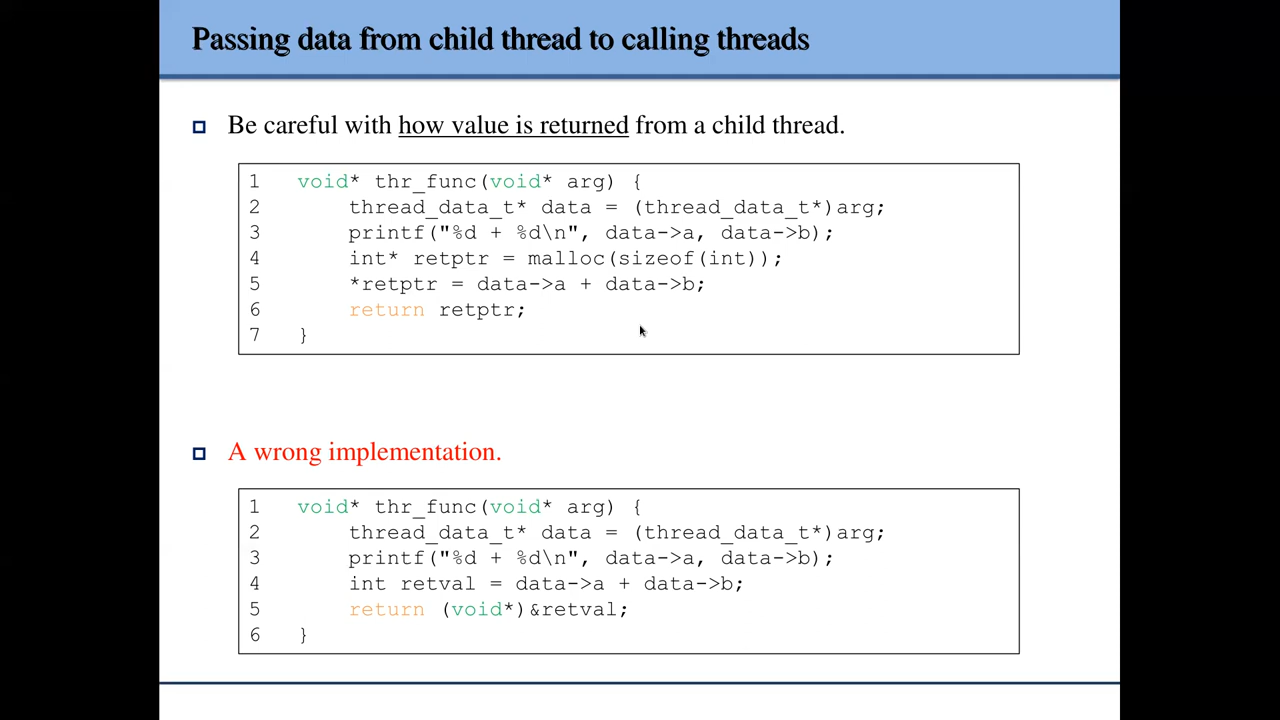 Passing data from child thread to calling threads
Be careful with how value is returned from a child thread.
1 void* thr_func(void* arg) {
2 thread_data_t* data = (thread_data_t*)arg;
3 printf("%d + %d\n", data->a, data->b);
4 int* retptr = malloc(sizeof(int));
5 *retptr = data->a + data->b;
6 return retptr;
7 }
A wrong implementation.
1 void* thr_func(void* arg) {
2 thread_data_t* data = (thread_data_t*)arg;
3 printf("%d + %d\n", data->a, data->b);
4 int retval = data->a + data->b;
5 return (void*)&retval;
6 }